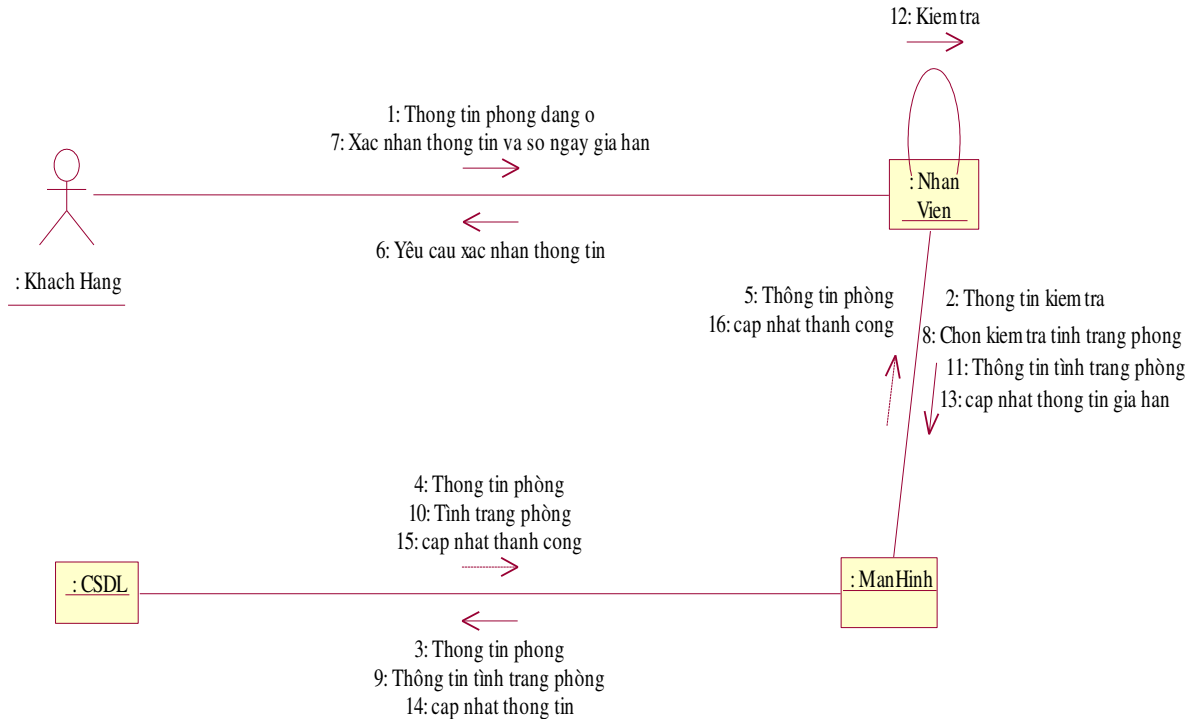 12: Kiem tra
1: Thong tin phong dang o
7: Xac nhan thong tin va so ngay gia han
: Nhan
Vien
6: Yêu cau xac nhan thong tin
: Khach Hang
5: Thông tin phòng
16: cap nhat thanh cong
2: Thong tin kiem tra
8: Chon kiem tra tinh trang phong
11: Thông tin tình trạng phòng
13: cap nhat thong tin gia han
4: Thong tin phòng
10: Tình trạng phòng
15: cap nhat thanh cong
: CSDL
: ManHinh
3: Thong tin phong
9: Thông tin tình trạng phòng
14: cap nhat thong tin